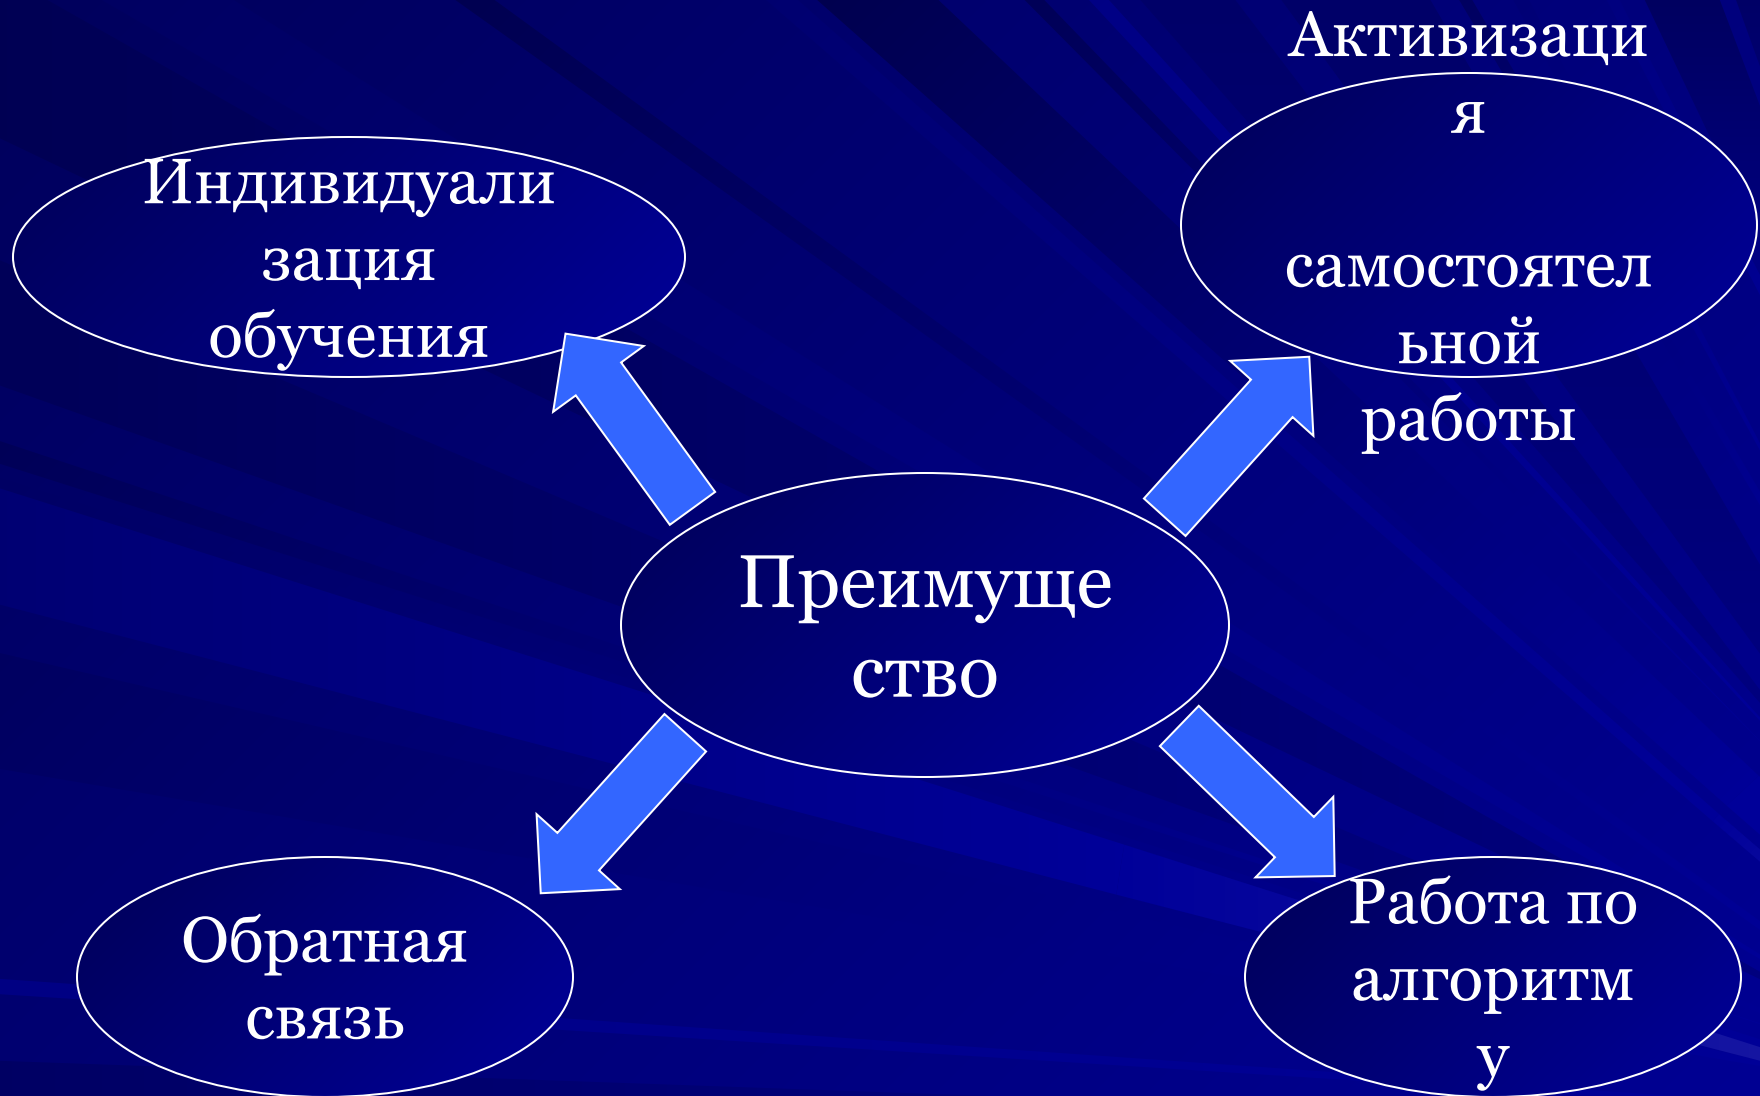 Индивидуали
зация
обучения
Активизаци
я
самостоятел
ьной
работы
Преимуще
ство
Обратная
связь
Работа по
алгоритм
у